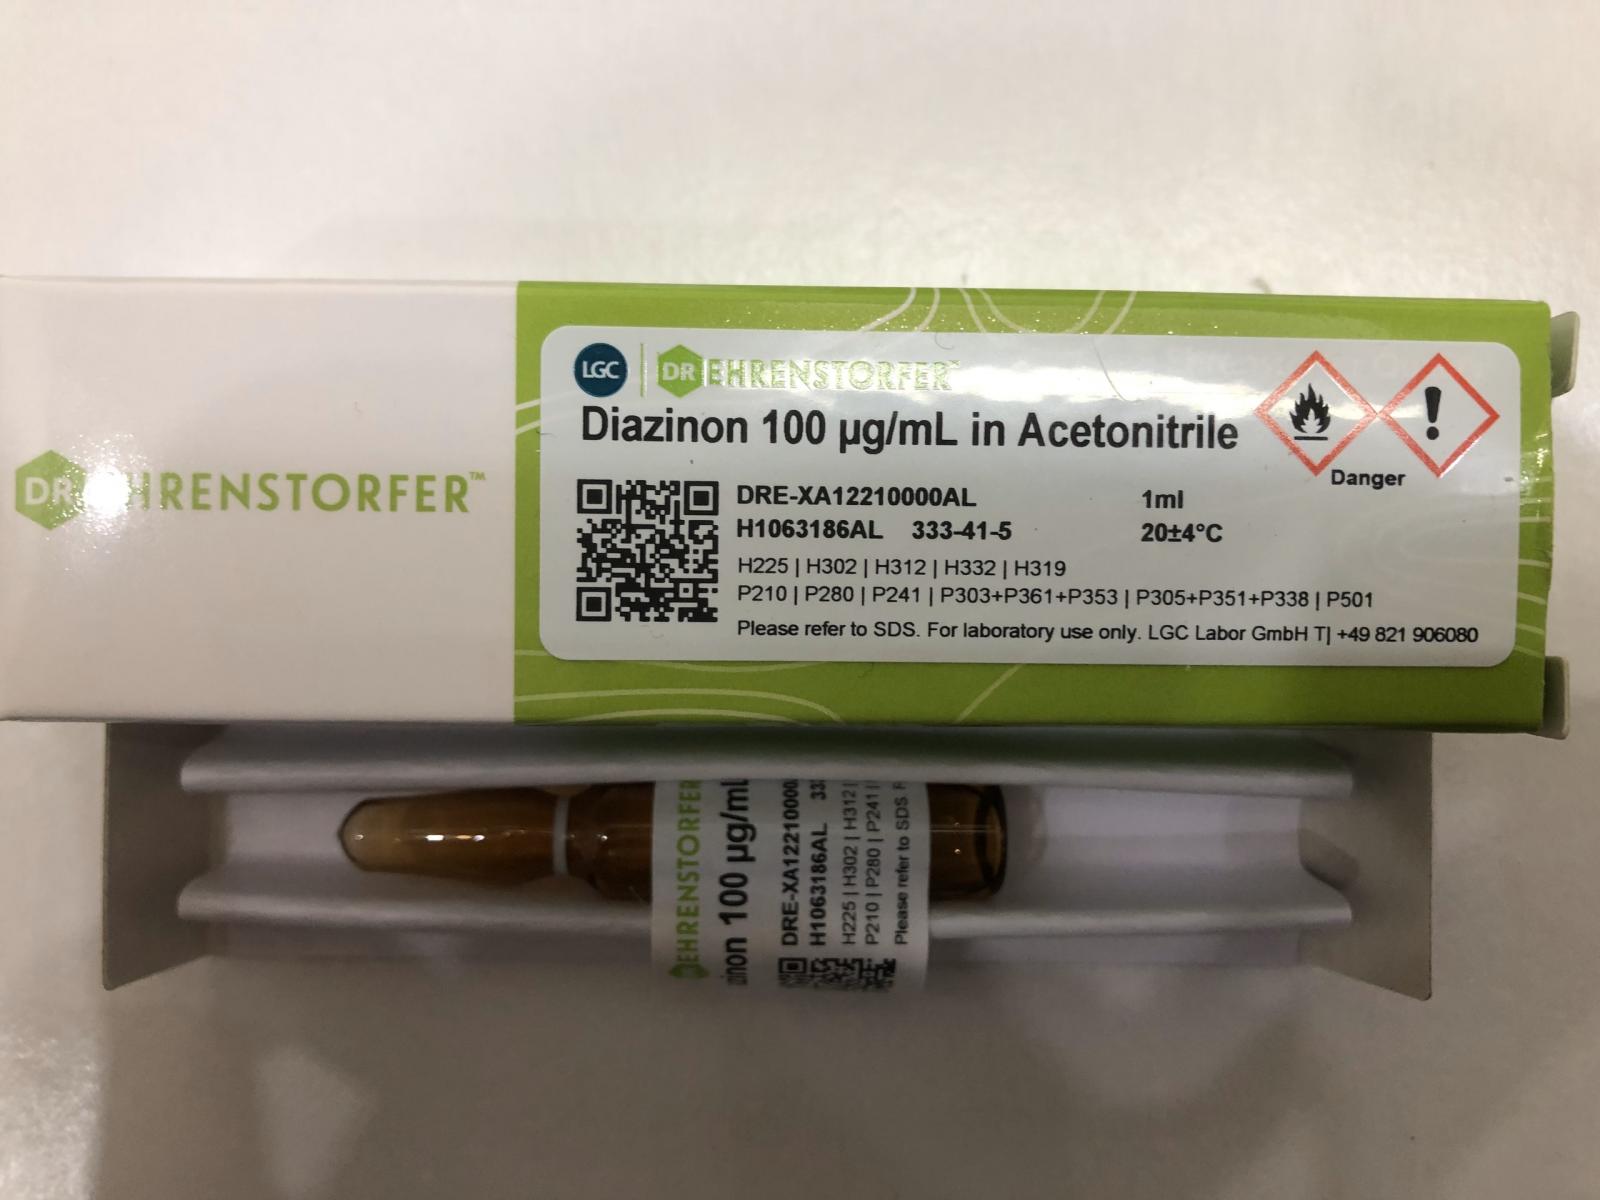 LGC DR EHRENSTORFER™
Diazinon 100 µg/mL in Acetonitrile
Danger
DRE-XA12210000AL 1ml
H1063186AL 333-41-5 20±4°C
H225 | H302 | H312 | H332 | H319
P210 | P280 | P241 | P303+P361+P353 | P305+P351+P338 | P501
Please refer to SDS. For laboratory use only. LGC Labor GmbH T| +49 821 906080
DR EHRENSTORFER™
EHRENSTORFER
zinon 100 µg/mL
DRE-XA12210000
H1063186AL 33
H225 | H302 | H312 |
P210 | P280 | P241 |
Please refer to SDS